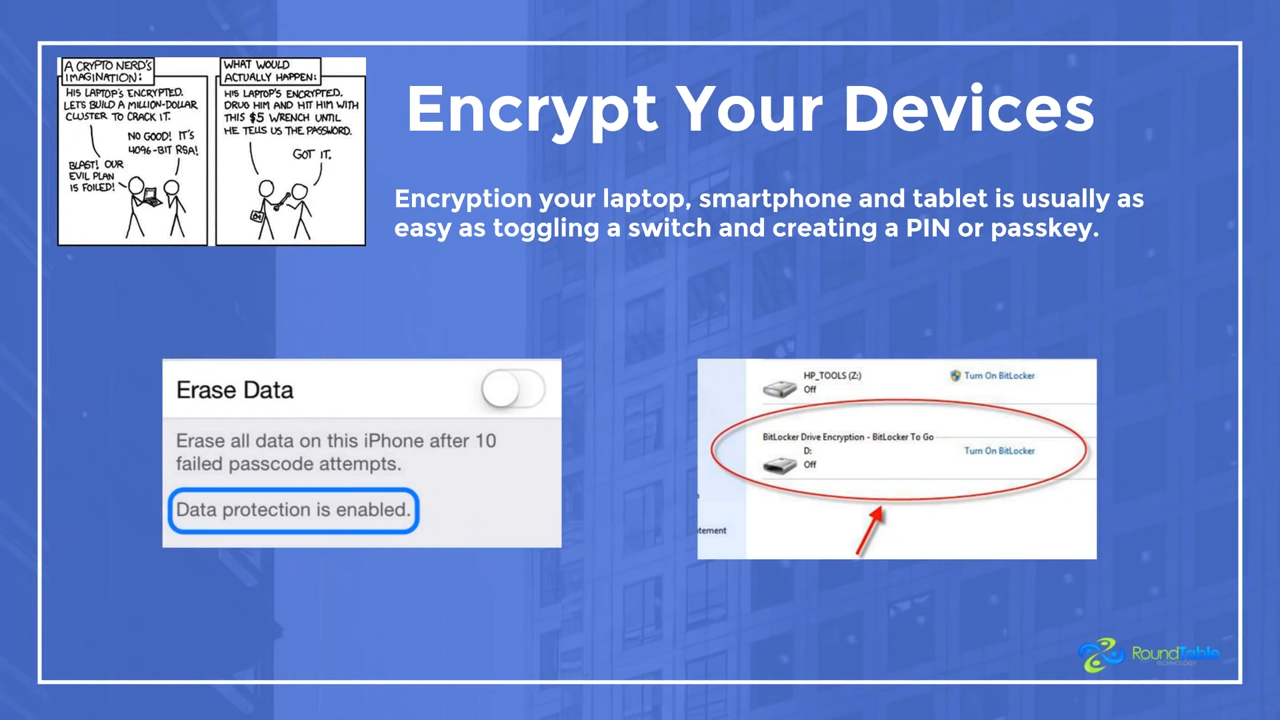 A CRYPTO NERD'S
IMAGINATION:
HIS LAPTOP'S ENCRYPTED.
LETS BUILD A MILLION-DOLLAR
CLUSTER TO CRACK IT.
NO GOOD! IT'S
4096-BIT RSA!
BLAST! OUR
EVIL PLAN
IS FOILED!
WHAT WOULD
ACTUALLY HAPPEN:
HIS LAPTOP'S ENCRYPTED.
DRUG HIM AND HIT HIM WITH
THIS $5 WRENCH UNTIL
HE TELLS US THE PASSWORD.
GOT IT.
Encrypt Your Devices
Encryption your laptop, smartphone and tablet is usually as
easy as toggling a switch and creating a PIN or passkey.
Erase Data
Erase all data on this iPhone after 10
failed passcode attempts.
Data protection is enabled.
HP_TOOLS (Z:)
Turn On BitLocker
Off
BitLocker Drive Encryption - BitLocker To Go
D:
Turn On BitLocker
Off
tement
RoundTable
TECHNOLOGY